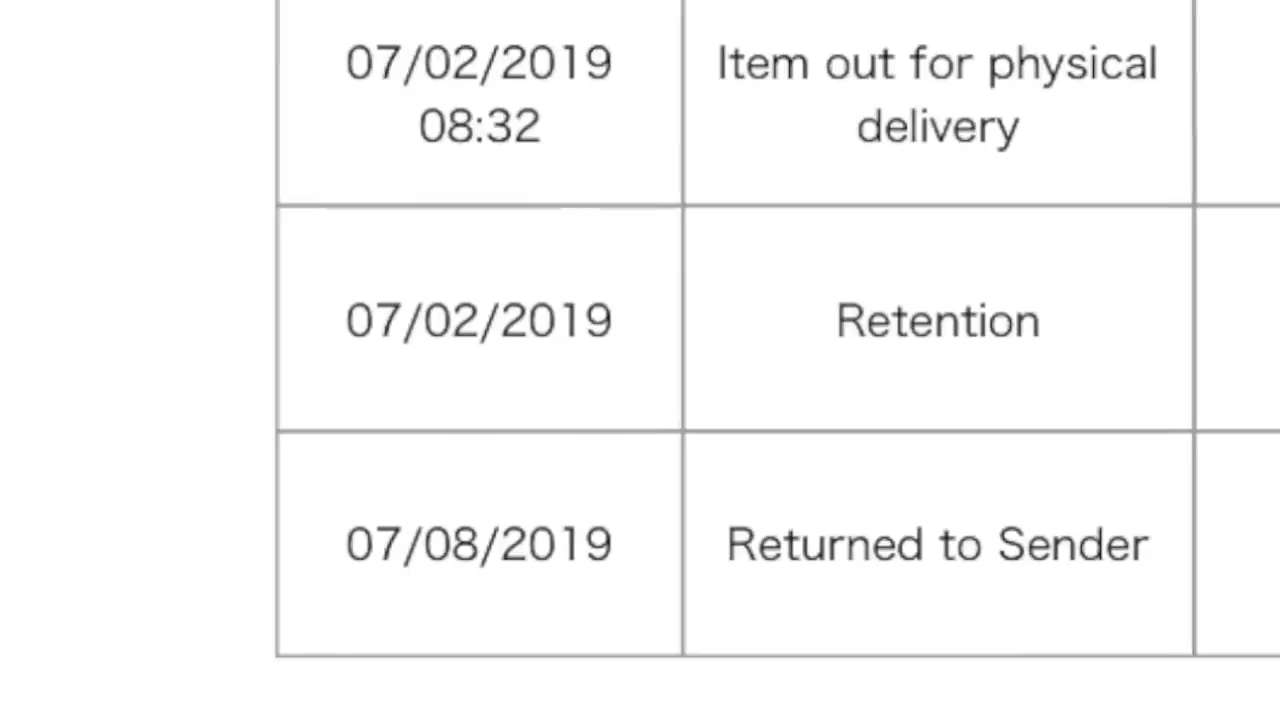 07/02/2019
08:32
Item out for physical
delivery
07/02/2019
Retention
07/08/2019
Returned to Sender